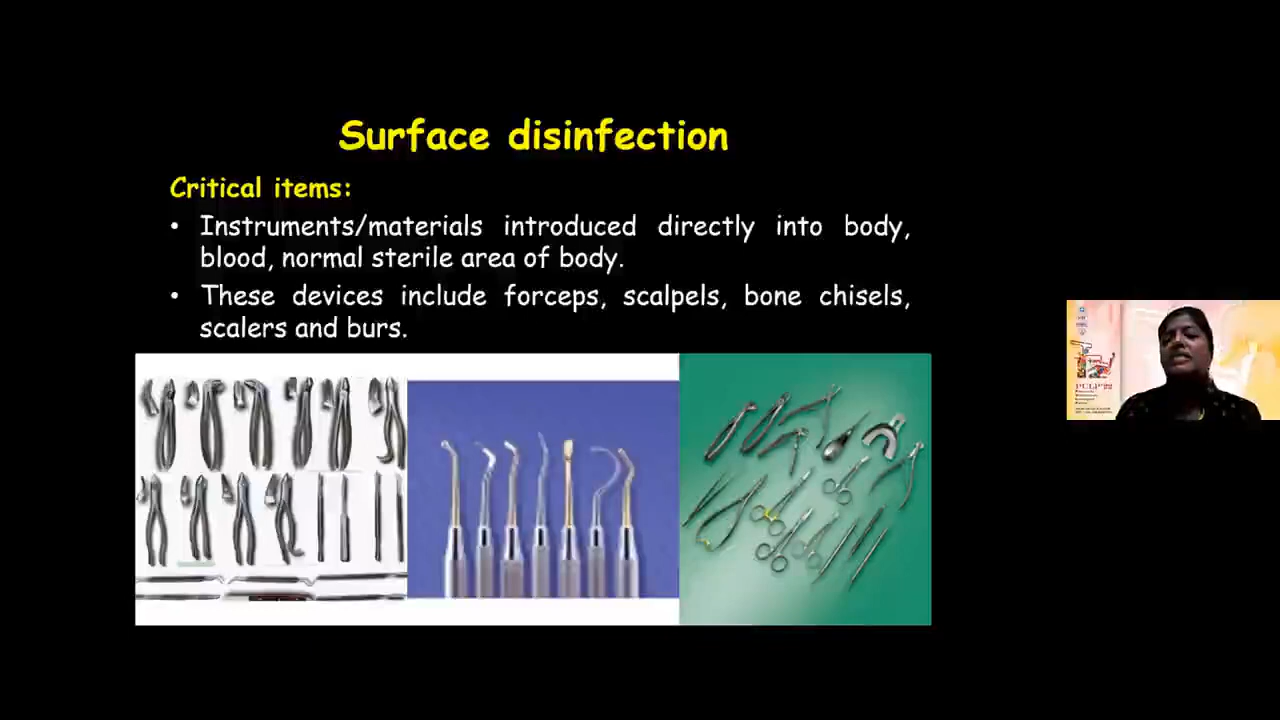 Surface disinfection
Critical items:
• Instruments/materials introduced directly into body,
blood, normal sterile area of body.
• These devices include forceps, scalpels, bone chisels,
scalers and burs.